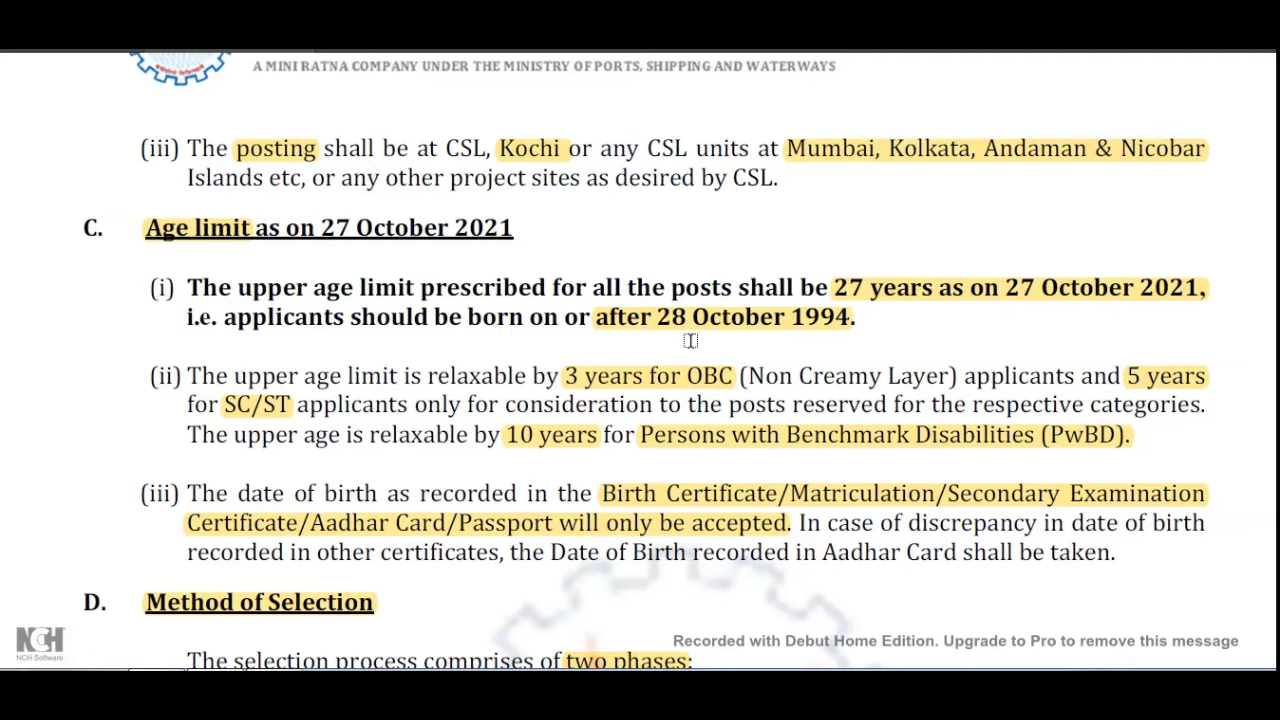 A MINI RATNA COMPANY UNDER THE MINISTRY OF PORTS, SHIPPING AND WATERWAYS
(iii) The posting shall be at CSL, Kochi or any CSL units at Mumbai, Kolkata, Andaman & Nicobar
Islands etc, or any other project sites as desired by CSL.
C. Age limit as on 27 October 2021
(i) The upper age limit prescribed for all the posts shall be 27 years as on 27 October 2021,
i.e. applicants should be born on or after 28 October 1994.
(ii) The upper age limit is relaxable by 3 years for OBC (Non Creamy Layer) applicants and 5 years
for SC/ST applicants only for consideration to the posts reserved for the respective categories.
The upper age is relaxable by 10 years for Persons with Benchmark Disabilities (PwBD).
(iii) The date of birth as recorded in the Birth Certificate/Matriculation/Secondary Examination
Certificate/Aadhar Card/Passport will only be accepted. In case of discrepancy in date of birth
recorded in other certificates, the Date of Birth recorded in Aadhar Card shall be taken.
D. Method of Selection
NCH
NCH Software
Recorded with Debut Home Edition. Upgrade to Pro to remove this message
The selection process comprises of two phases: